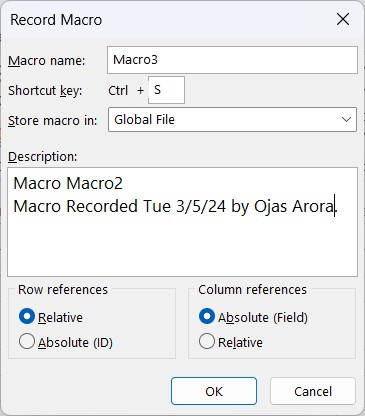 Record Macro
Macro name: Macro3
Shortcut key: Ctrl + S
Store macro in: Global File
Description:
Macro Macro2
Macro Recorded Tue 3/5/24 by Ojas Arora.
Row references Column references
Relative Absolute (Field)
Absolute (ID) Relative
OK Cancel